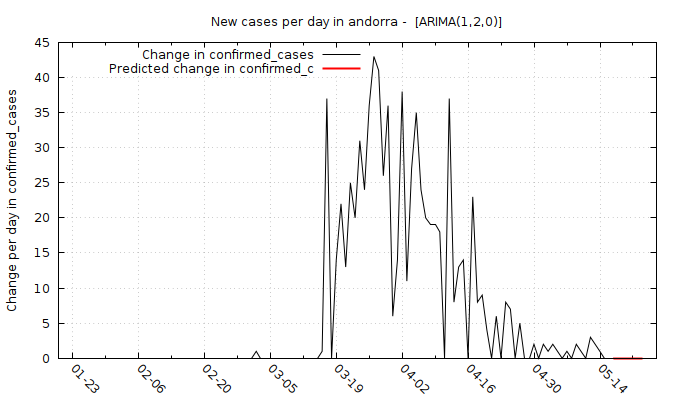 New cases per day in andorra -  [ARIMA(1,2,0)]
Change in confirmed_cases
Predicted change in confirmed_c
Change per day in confirmed_cases
45
40
35
30
25
20
15
10
5
0
01-23 02-06 02-20 03-05 03-19 04-02 04-16 04-30 05-14